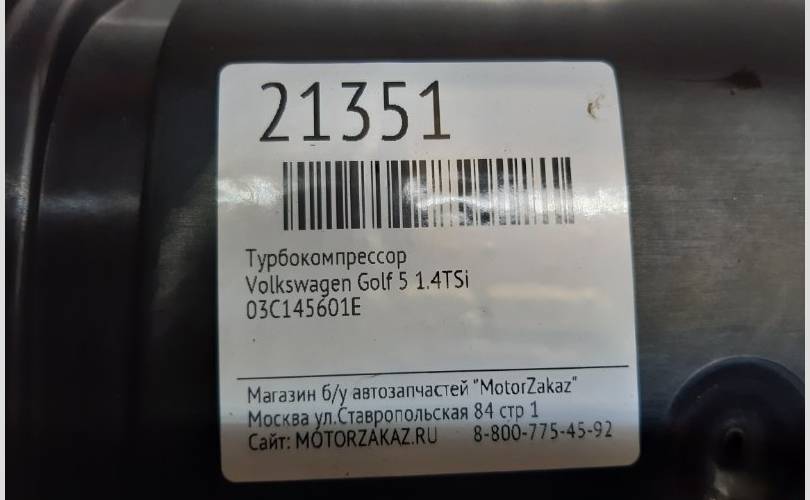 21351
Турбокомпрессор
Volkswagen Golf 5 1.4TSi
03C145601E
Магазин б/у автозапчастей "MotorZakaz"
Москва ул.Ставропольская 84 стр 1
Сайт: MOTORZAKAZ.RU 8-800-775-45-92